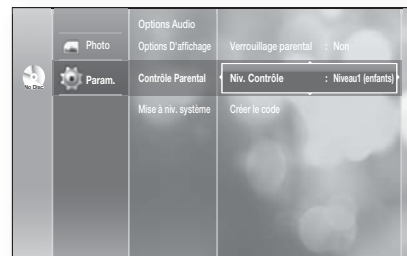 Options Audio
Photo Options D'affichage Verrouillage parental : Non
No Disc Param. Contrôle Parental Niv. Contrôle : Niveau1 (enfants)
Mise à niv. système Créer le code